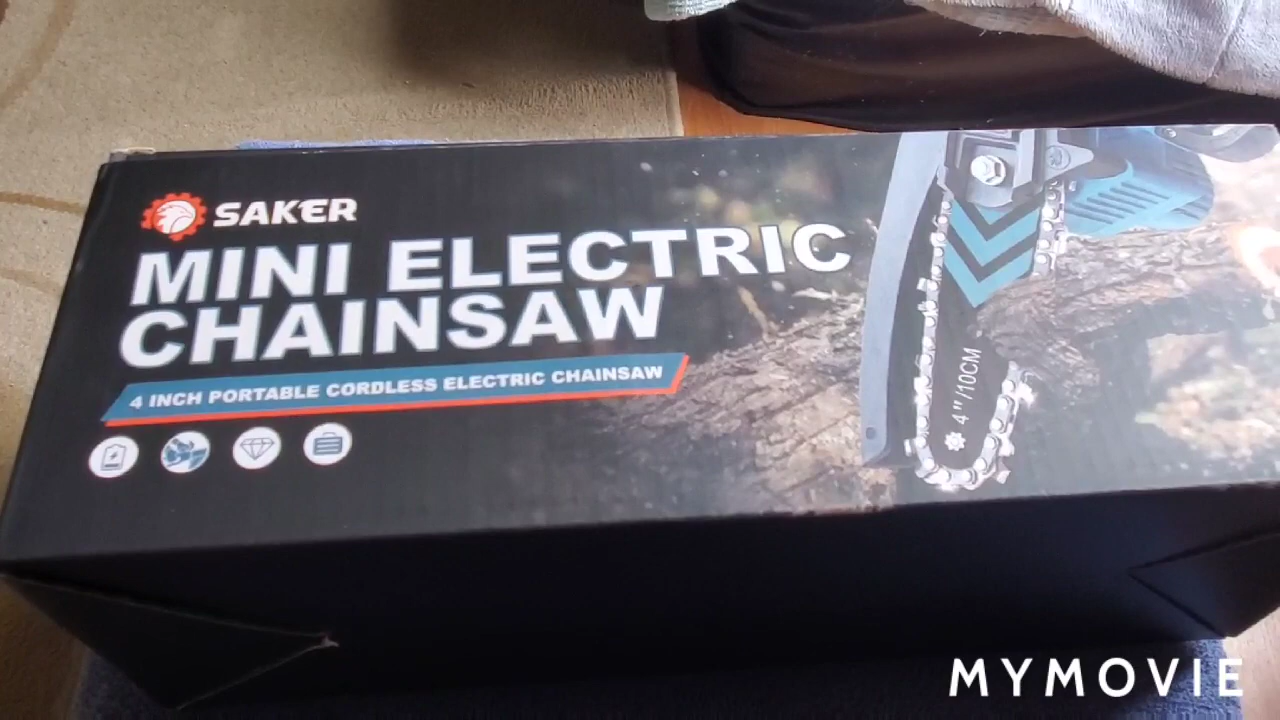 SAKER
MINI ELECTRIC
CHAINSAW
4 INCH PORTABLE CORDLESS ELECTRIC CHAINSAW
4"/10CM
MYMOVIE